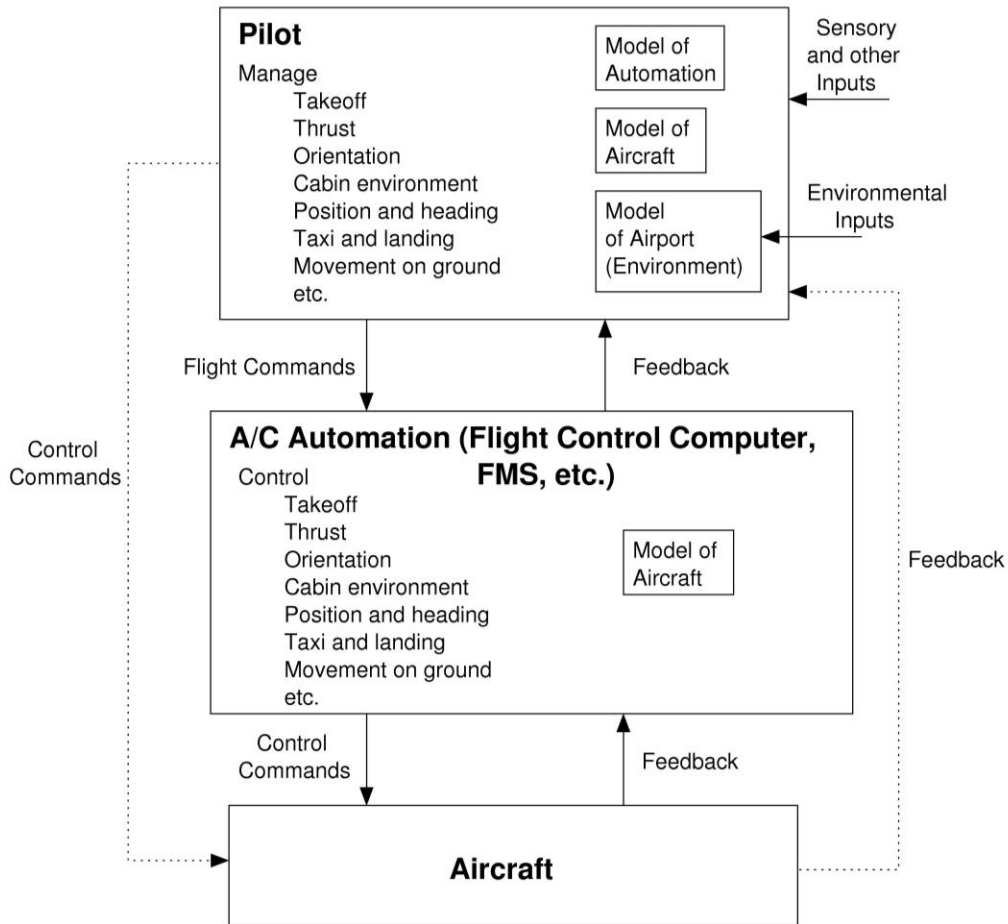 Pilot
Manage
Takeoff
Thrust
Orientation
Cabin environment
Position and heading
Taxi and landing
Movement on ground
etc.
Model of
Automation
Model of
Aircraft
Model
of Airport
(Environment)
Sensory
and other
Inputs
Environmental
Inputs
Flight Commands
Feedback
Control
Commands
A/C Automation (Flight Control Computer,
FMS, etc.)
Control
Takeoff
Thrust
Orientation
Cabin environment
Position and heading
Taxi and landing
Movement on ground
etc.
Model of
Aircraft
Feedback
Control
Commands
Feedback
Aircraft